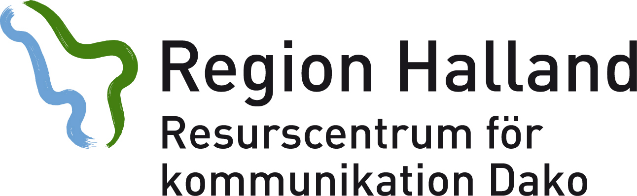 Region Halland
Resurscentrum för
kommunikation Dako